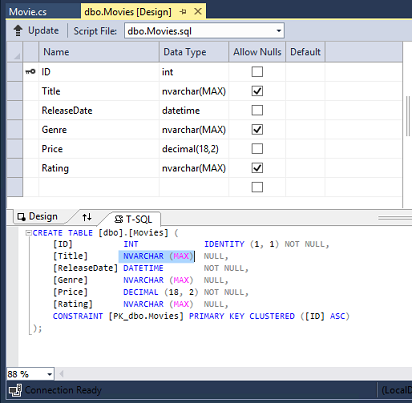 Movie.cs dbo.Movies [Design]
Update Script File: dbo.Movies.sql
Name Data Type Allow Nulls Default
ID int
Title nvarchar(MAX)
ReleaseDate datetime
Genre nvarchar(MAX)
Price decimal(18,2)
Rating nvarchar(MAX)
Design T-SQL
CREATE TABLE [dbo].[Movies] (
[ID] INT IDENTITY (1, 1) NOT NULL,
[Title] NVARCHAR (MAX) NULL,
[ReleaseDate] DATETIME NOT NULL,
[Genre] NVARCHAR (MAX) NULL,
[Price] DECIMAL (18, 2) NOT NULL,
[Rating] NVARCHAR (MAX) NULL,
CONSTRAINT [PK_dbo.Movies] PRIMARY KEY CLUSTERED ([ID] ASC)
);
88 %
Connection Ready (LocalD